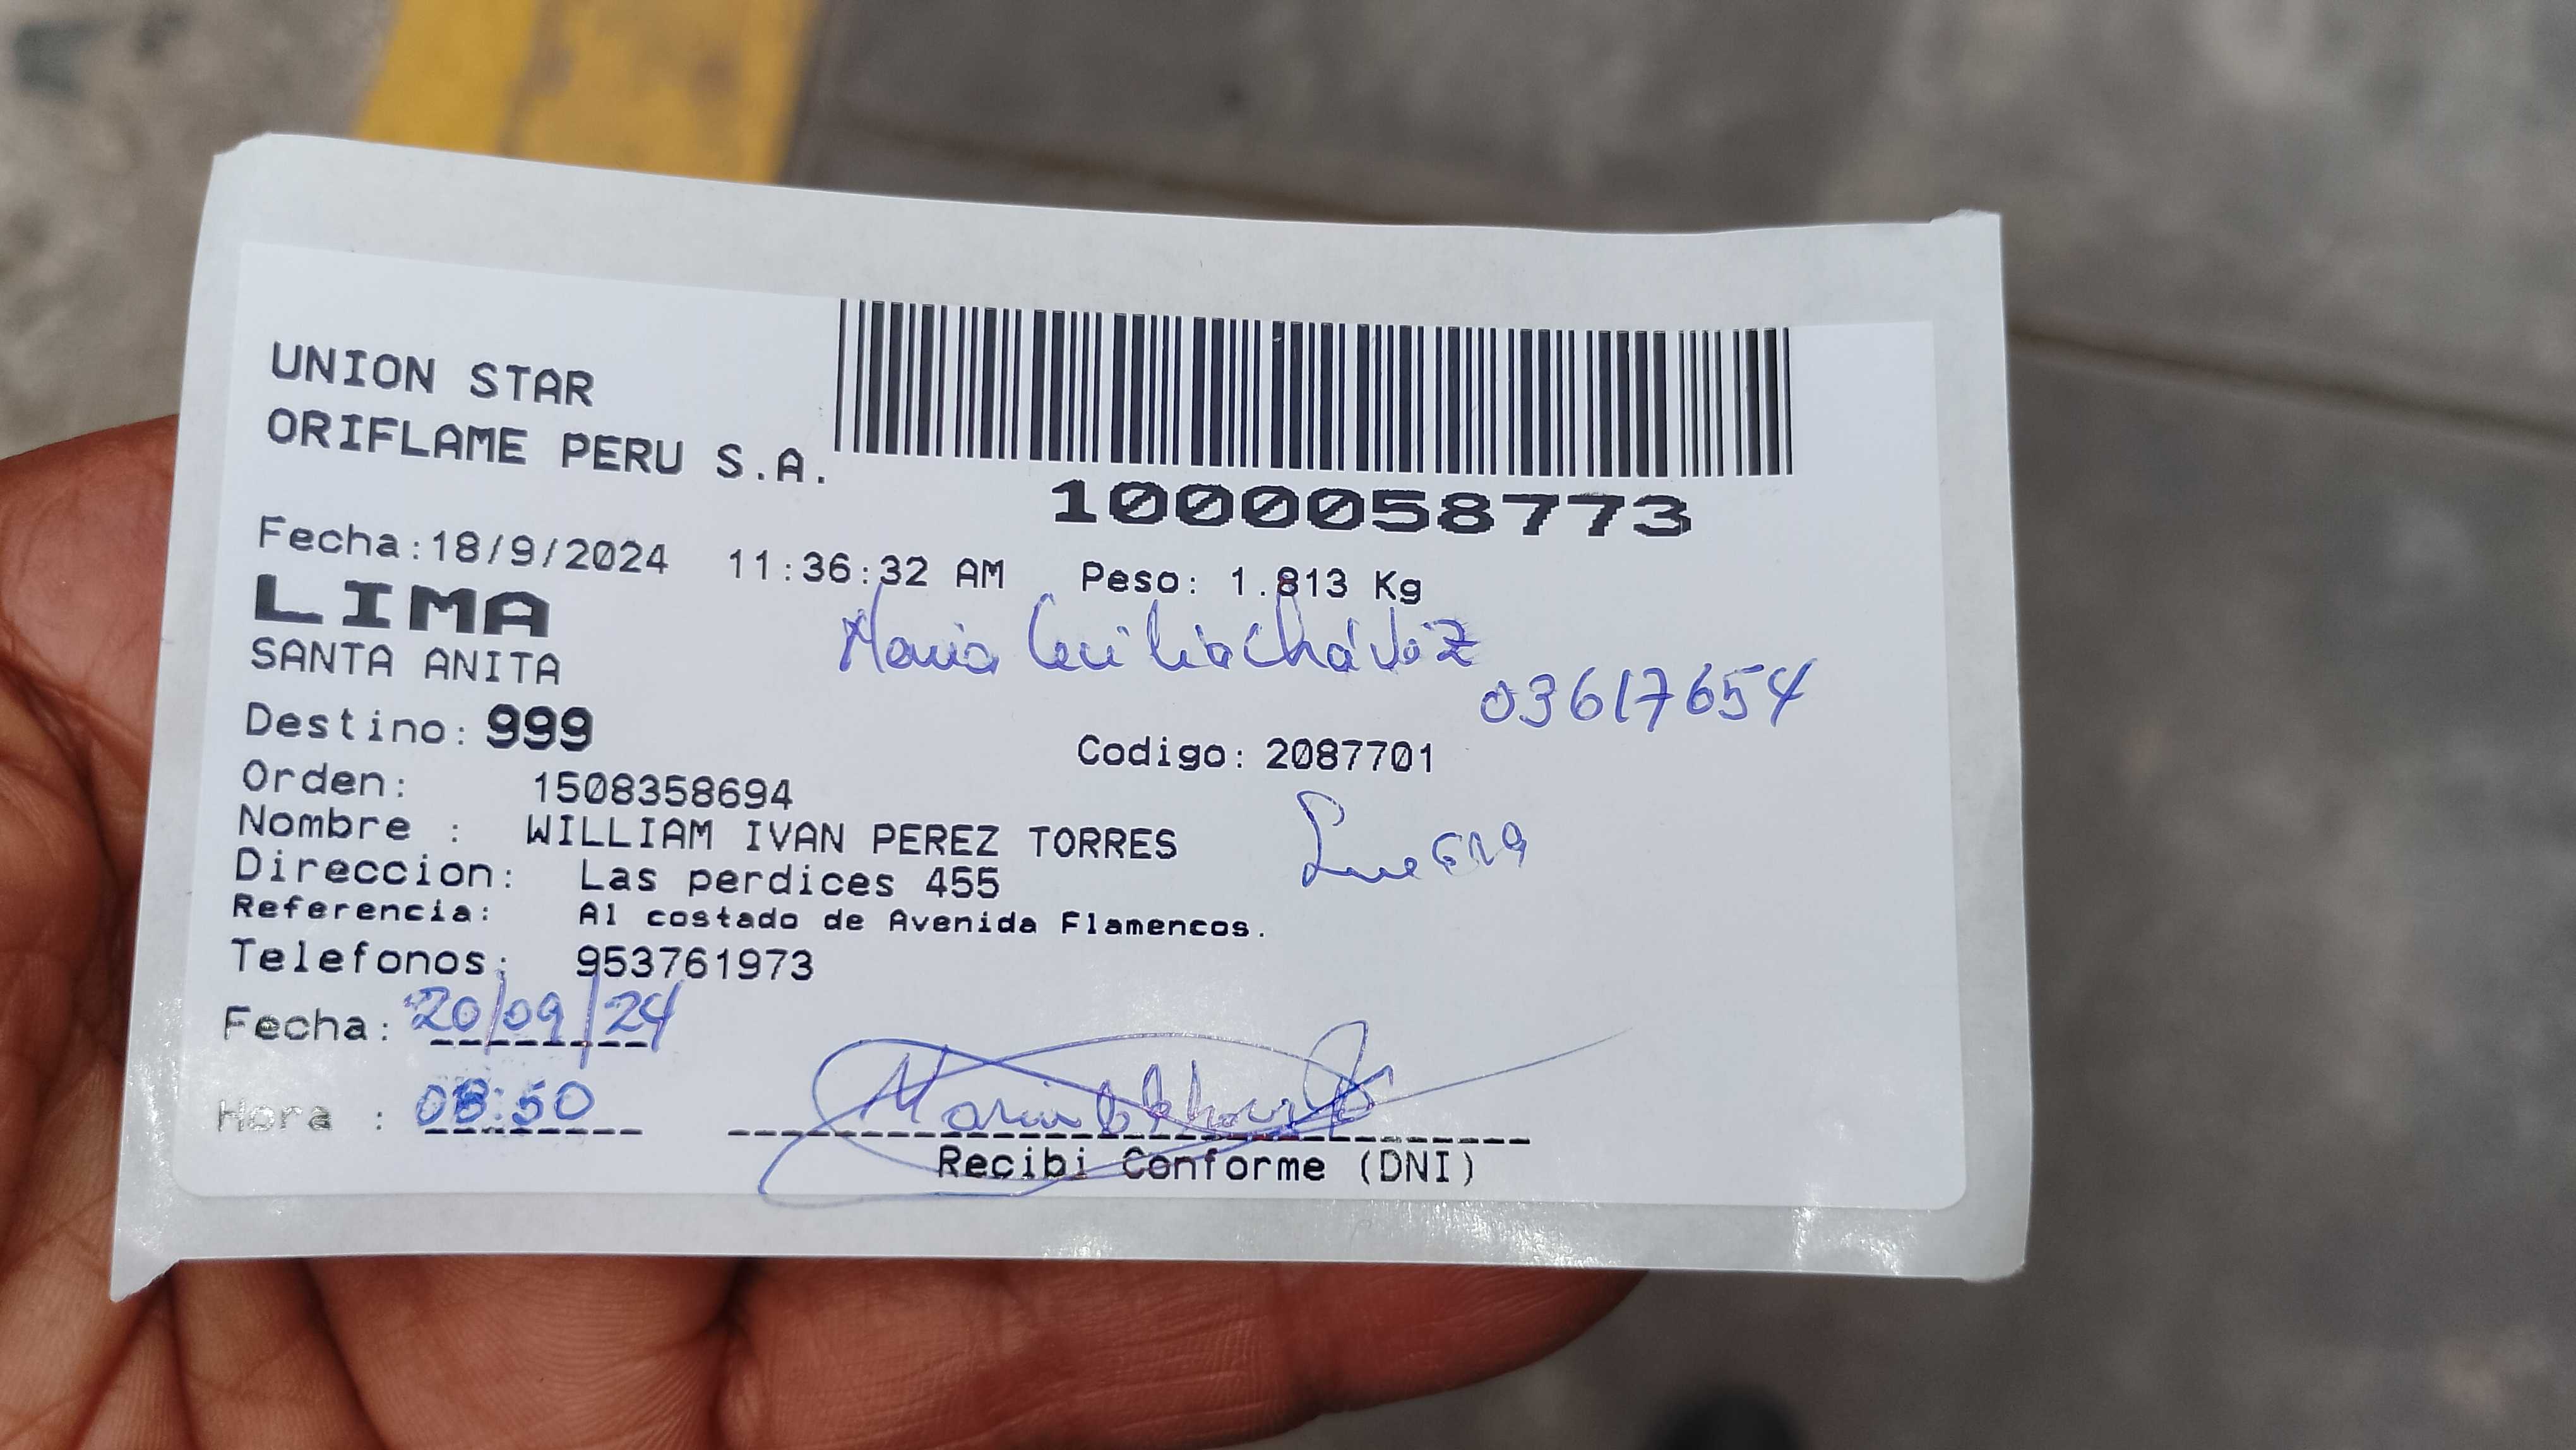 UNION STAR
ORIFLAME PERU S.A.
1000058773
Fecha:18/9/2024 11:36:32 AM Peso: 1.813 Kg
LIMA
Maria Cecilia Chávez
SANTA ANITA
03617654
Destino: 999
Codigo: 2087701
Orden: 1508358694
Nombre : WILLIAM IVAN PEREZ TORRES
Direccion: Las perdices 455
Referencia: Al costado de Avenida Flamencos.
Telefonos: 953761973
Fecha: 20/09/24
Hora : 08:50
Recibi Conforme (DNI)